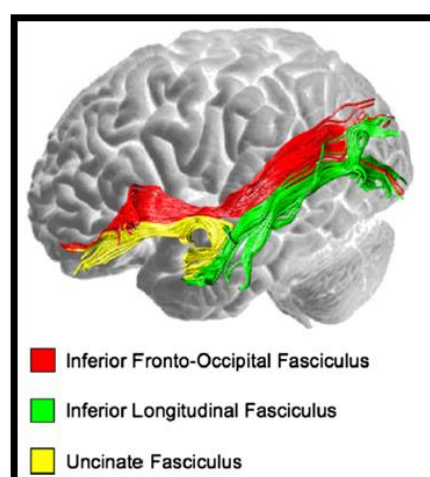 Inferior Fronto-Occipital Fasciculus
Inferior Longitudinal Fasciculus
Uncinate Fasciculus